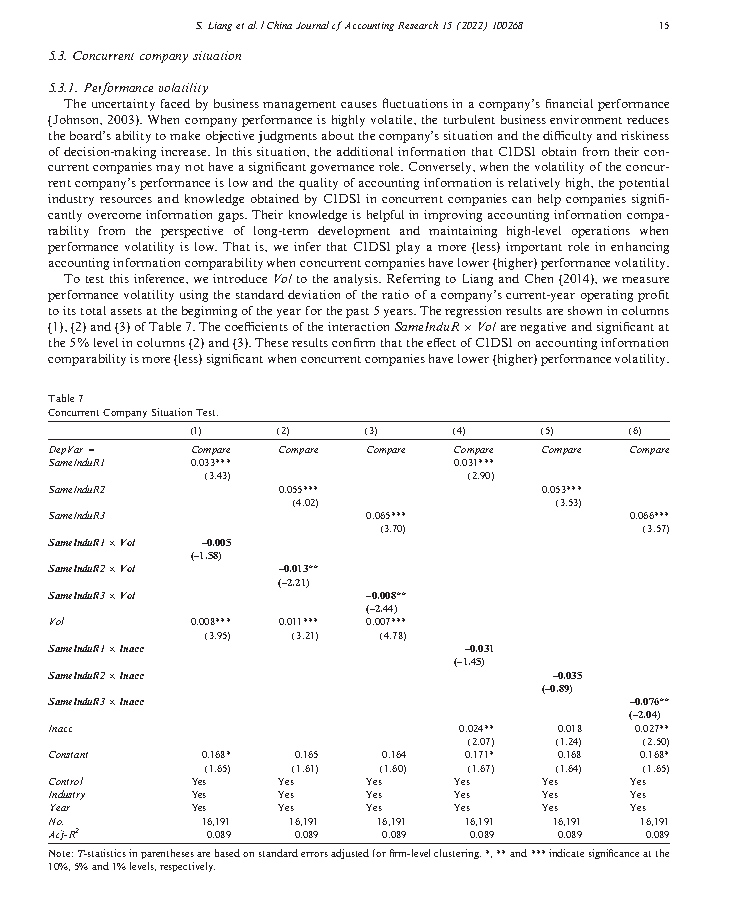 S. Liang et al. / China Journal of Accounting Research 15 (2022) 100268 15
5.3. Concurrent company situation
5.3.1. Performance volatility
The uncertainty faced by business management causes fluctuations in a company's financial performance
(Johnson, 2003). When company performance is highly volatile, the turbulent business environment reduces
the board's ability to make objective judgments about the company's situation and the difficulty and riskiness
of decision-making increase. In this situation, the additional information that CIDSI obtain from their con-
current companies may not have a significant governance role. Conversely, when the volatility of the concur-
rent company's performance is low and the quality of accounting information is relatively high, the potential
industry resources and knowledge obtained by CIDSI in concurrent companies can help companies signifi-
cantly overcome information gaps. Their knowledge is helpful in improving accounting information compa-
rability from the perspective of long-term development and maintaining high-level operations when
performance volatility is low. That is, we infer that CIDSI play a more (less) important role in enhancing
accounting information comparability when concurrent companies have lower (higher) performance volatility.
To test this inference, we introduce Vol to the analysis. Referring to Liang and Chen (2014), we measure
performance volatility using the standard deviation of the ratio of a company's current-year operating profit
to its total assets at the beginning of the year for the past 5 years. The regression results are shown in columns
(1), (2) and (3) of Table 7. The coefficients of the interaction SameInduR × Vol are negative and significant at
the 5% level in columns (2) and (3). These results confirm that the effect of CIDSI on accounting information
comparability is more (less) significant when concurrent companies have lower (higher) performance volatility.
Table 7
Concurrent Company Situation Test.
(1) (2) (3) (4) (5) (6)
DepVar = Compare Compare Compare Compare Compare Compare
SameInduR1 0.033*** 0.031***
(3.43) (2.90)
SameInduR2 0.055*** 0.053***
(4.02) (3.53)
SameInduR3 0.065*** 0.066***
(3.70) (3.57)
SameInduR1 × Vol –0.005
(–1.58)
SameInduR2 × Vol –0.013**
(–2.21)
SameInduR3 × Vol –0.008**
(–2.44)
Vol 0.008*** 0.011*** 0.007***
(3.95) (3.21) (4.78)
SameInduR1 × Inacc –0.031
(–1.45)
SameInduR2 × Inacc –0.035
(–0.89)
SameInduR3 × Inacc –0.076**
(–2.04)
Inacc 0.024** 0.018 0.027**
(2.07) (1.24) (2.50)
Constant 0.168* 0.165 0.164 0.171* 0.168 0.168*
(1.65) (1.61) (1.60) (1.67) (1.64) (1.65)
Control Yes Yes Yes Yes Yes Yes
Industry Yes Yes Yes Yes Yes Yes
Year Yes Yes Yes Yes Yes Yes
No. 16,191 16,191 16,191 16,191 16,191 16,191
Adj-R² 0.089 0.089 0.089 0.089 0.089 0.089
Note: T-statistics in parentheses are based on standard errors adjusted for firm-level clustering. *, ** and *** indicate significance at the
10%, 5% and 1% levels, respectively.